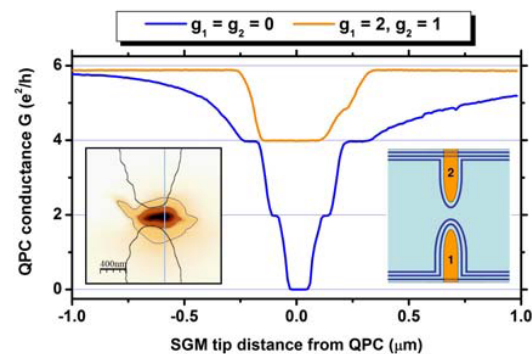 g₁ = g₂ = 0
g₁ = 2, g₂ = 1
QPC conductance G (e²/h)
6
4
2
0
400nm
2
1
-1.0
-0.5
0.0
0.5
1.0
SGM tip distance from QPC (μm)